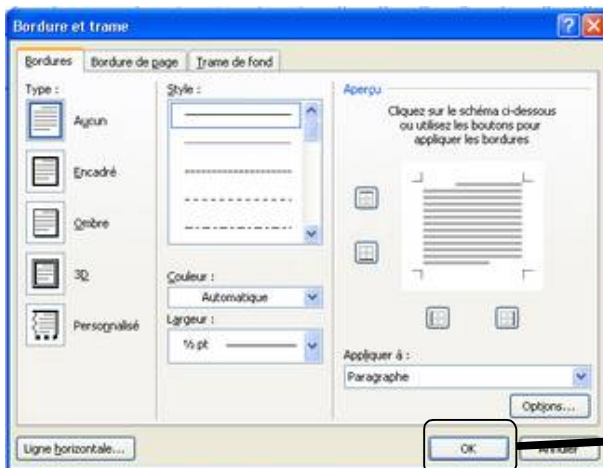 Bordure et trame
Bordures Bordure de page Trame de fond
Type :
Aucun
Encadré
Ombre
3D
Personnalisé
Style :
Couleur :
Automatique
Largeur :
½ pt
Aperçu
Cliquez sur le schéma ci-dessous
ou utilisez les boutons pour
appliquer les bordures
Appliquer à :
Paragraphe
Options...
Ligne horizontale...
OK
Annuler